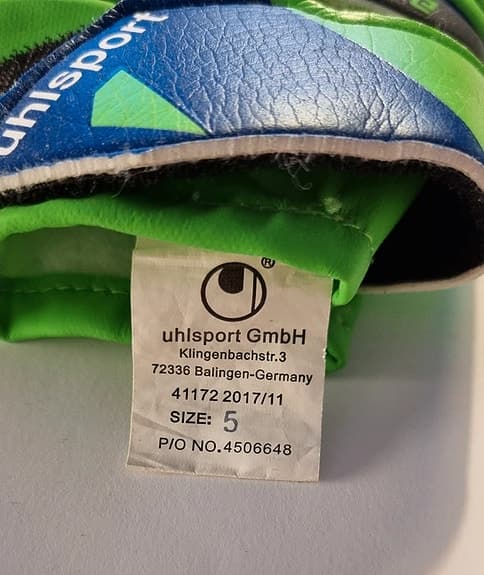 uhlsport
®
uhlsport GmbH
Klingenbachstr.3
72336 Balingen-Germany
41172 2017/11
SIZE: 5
P/O NO.4506648